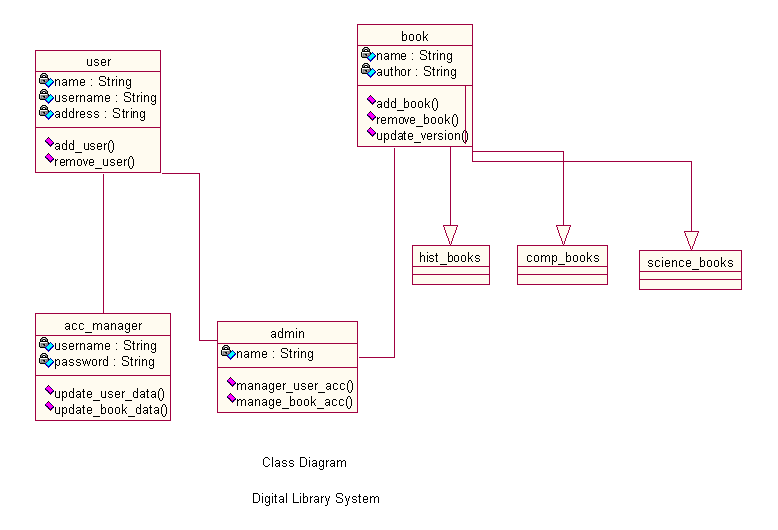 book
name : String
author : String
add_book()
remove_book()
update_version()
user
name : String
username : String
address : String
add_user()
remove_user()
hist_books
comp_books
science_books
acc_manager
username : String
password : String
update_user_data()
update_book_data()
admin
name : String
manager_user_acc()
manage_book_acc()
Class Diagram
Digital Library System